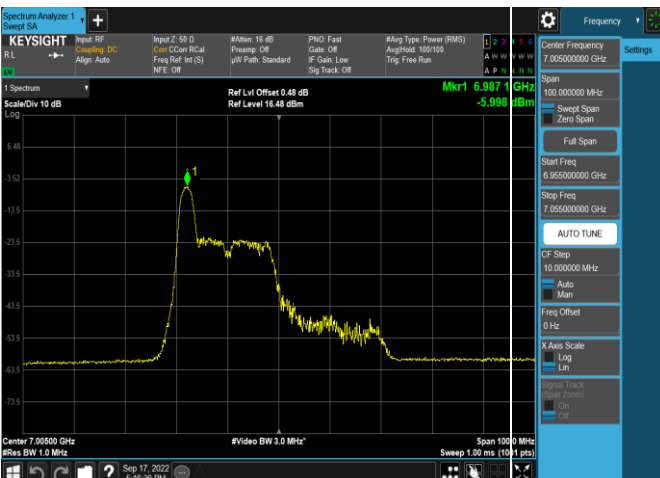 Spectrum Analyzer 1
Swept SA
+
Frequency
KEYSIGHT
R L
Input: RF
Coupling: DC
Align: Auto
Input Z: 50 Ω
Corr CCorr RCal
Freq Ref: Int (S)
NFE: Off
#Atten: 16 dB
Preamp: Off
µW Path: Standard
PNO: Fast
Gate: Off
IF Gain: Low
Sig Track: Off
#Avg Type: Power (RMS)
Avg|Hold: 100/100
Trig: Free Run
1 2 3 4 5 6
A W W W W W
A P N N N N
1 Spectrum
Scale/Div 10 dB
Log
Ref Lvl Offset 0.48 dB
Ref Level 16.48 dBm
Mkr1 6.987 1 GHz
-5.998 dBm
6.48
-3.52
-13.5
-23.5
-33.5
-43.5
-53.5
-63.5
-73.5
1
Center 7.00500 GHz
#Res BW 1.0 MHz
#Video BW 3.0 MHz*
Span 100.0 MHz
Sweep 1.00 ms (1001 pts)
Sep 17, 2022
Center Frequency
7.005000000 GHz
Settings
Span
100.000000 MHz
Swept Span
Zero Span
Full Span
Start Freq
6.955000000 GHz
Stop Freq
7.055000000 GHz
AUTO TUNE
CF Step
10.000000 MHz
Auto
Man
Freq Offset
0 Hz
X Axis Scale
Log
Lin
Signal Track
(Span Zoom)
On
Off